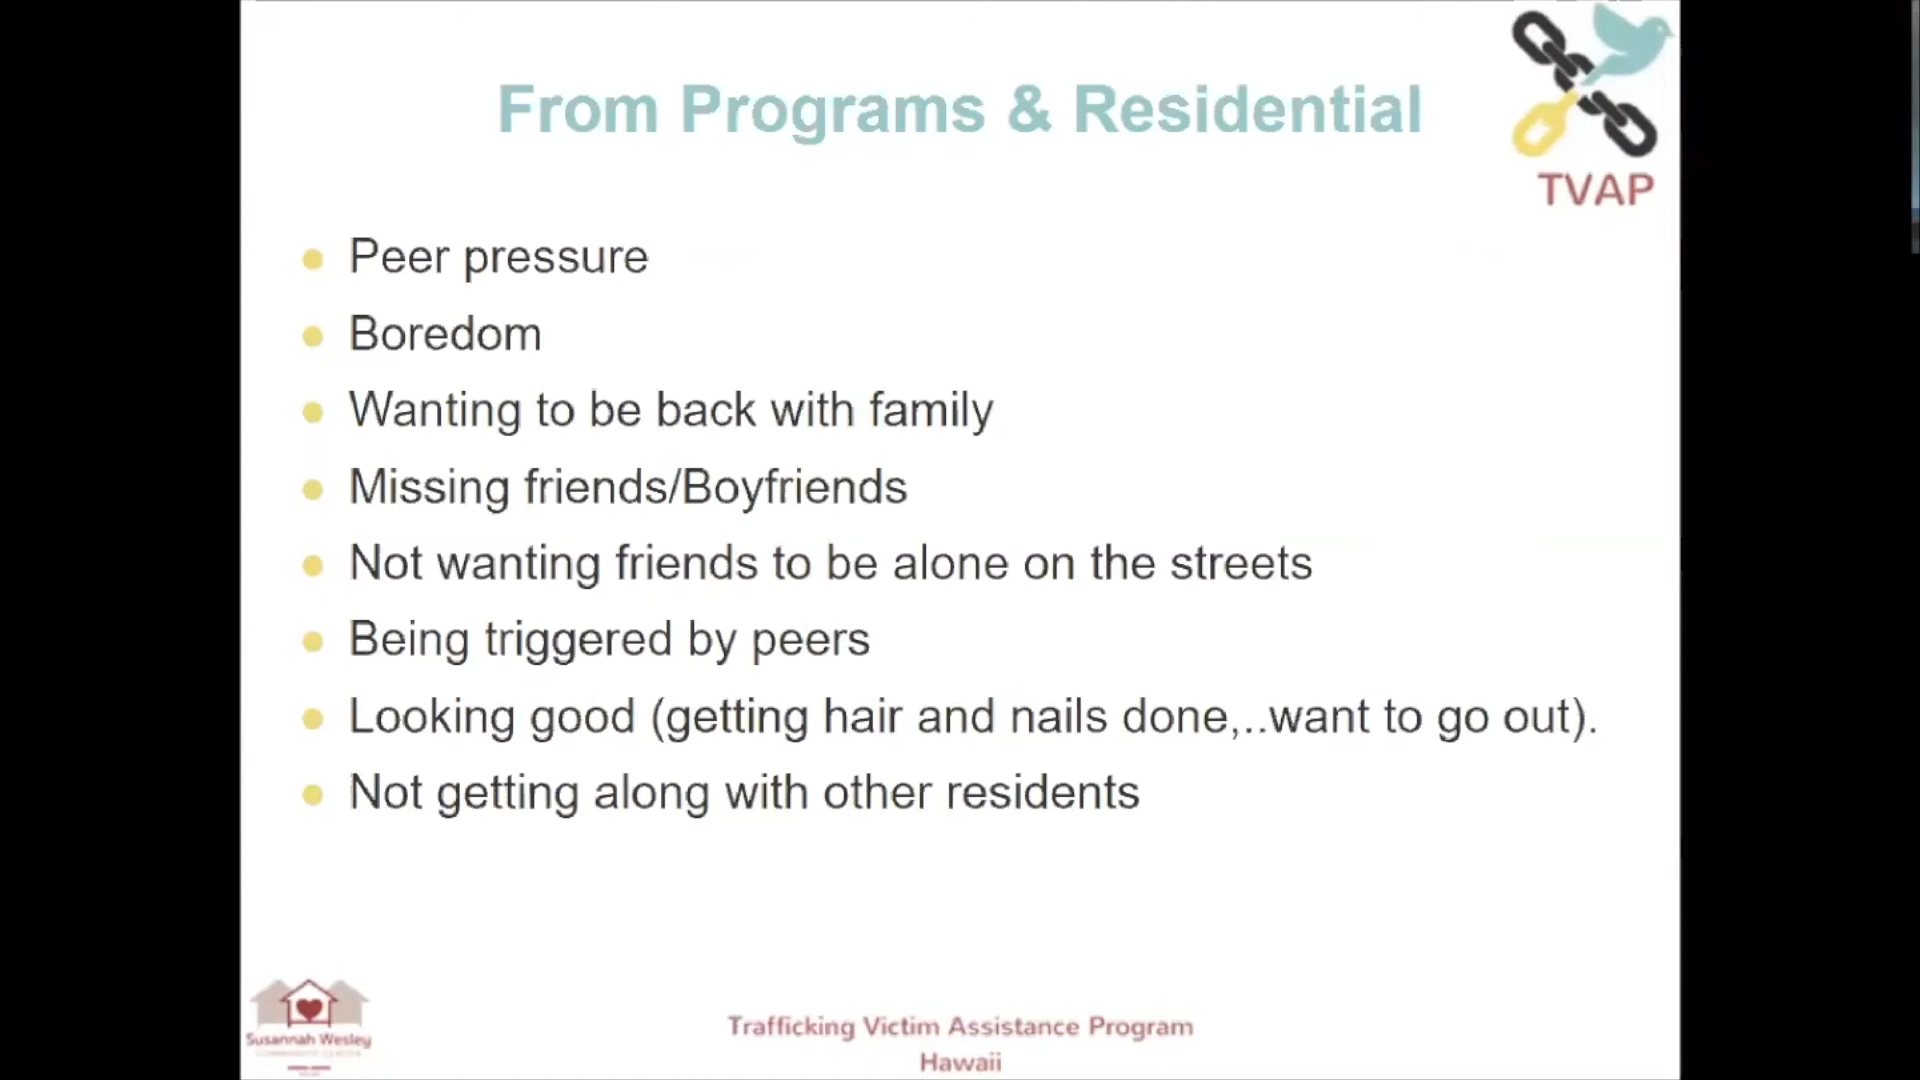 From Programs & Residential
TVAP
Peer pressure
Boredom
Wanting to be back with family
Missing friends/Boyfriends
Not wanting friends to be alone on the streets
Being triggered by peers
Looking good (getting hair and nails done,..want to go out).
Not getting along with other residents
Susannah Wesley
Trafficking Victim Assistance Program
Hawaii